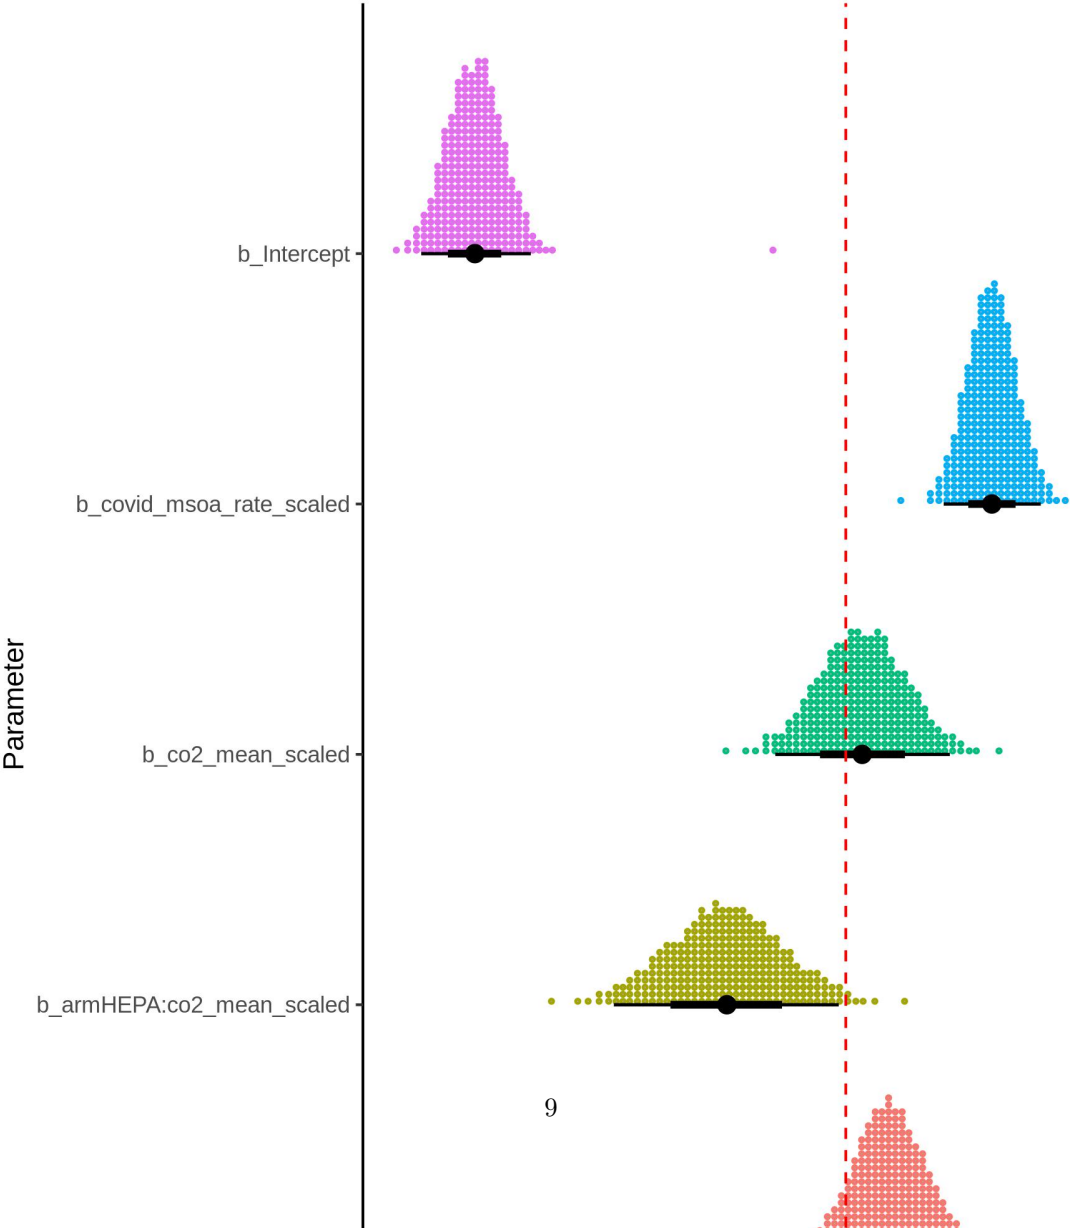 b_Intercept
b_covid_msoa_rate_scaled
Parameter
b_co2_mean_scaled
b_armHEPA:co2_mean_scaled
9